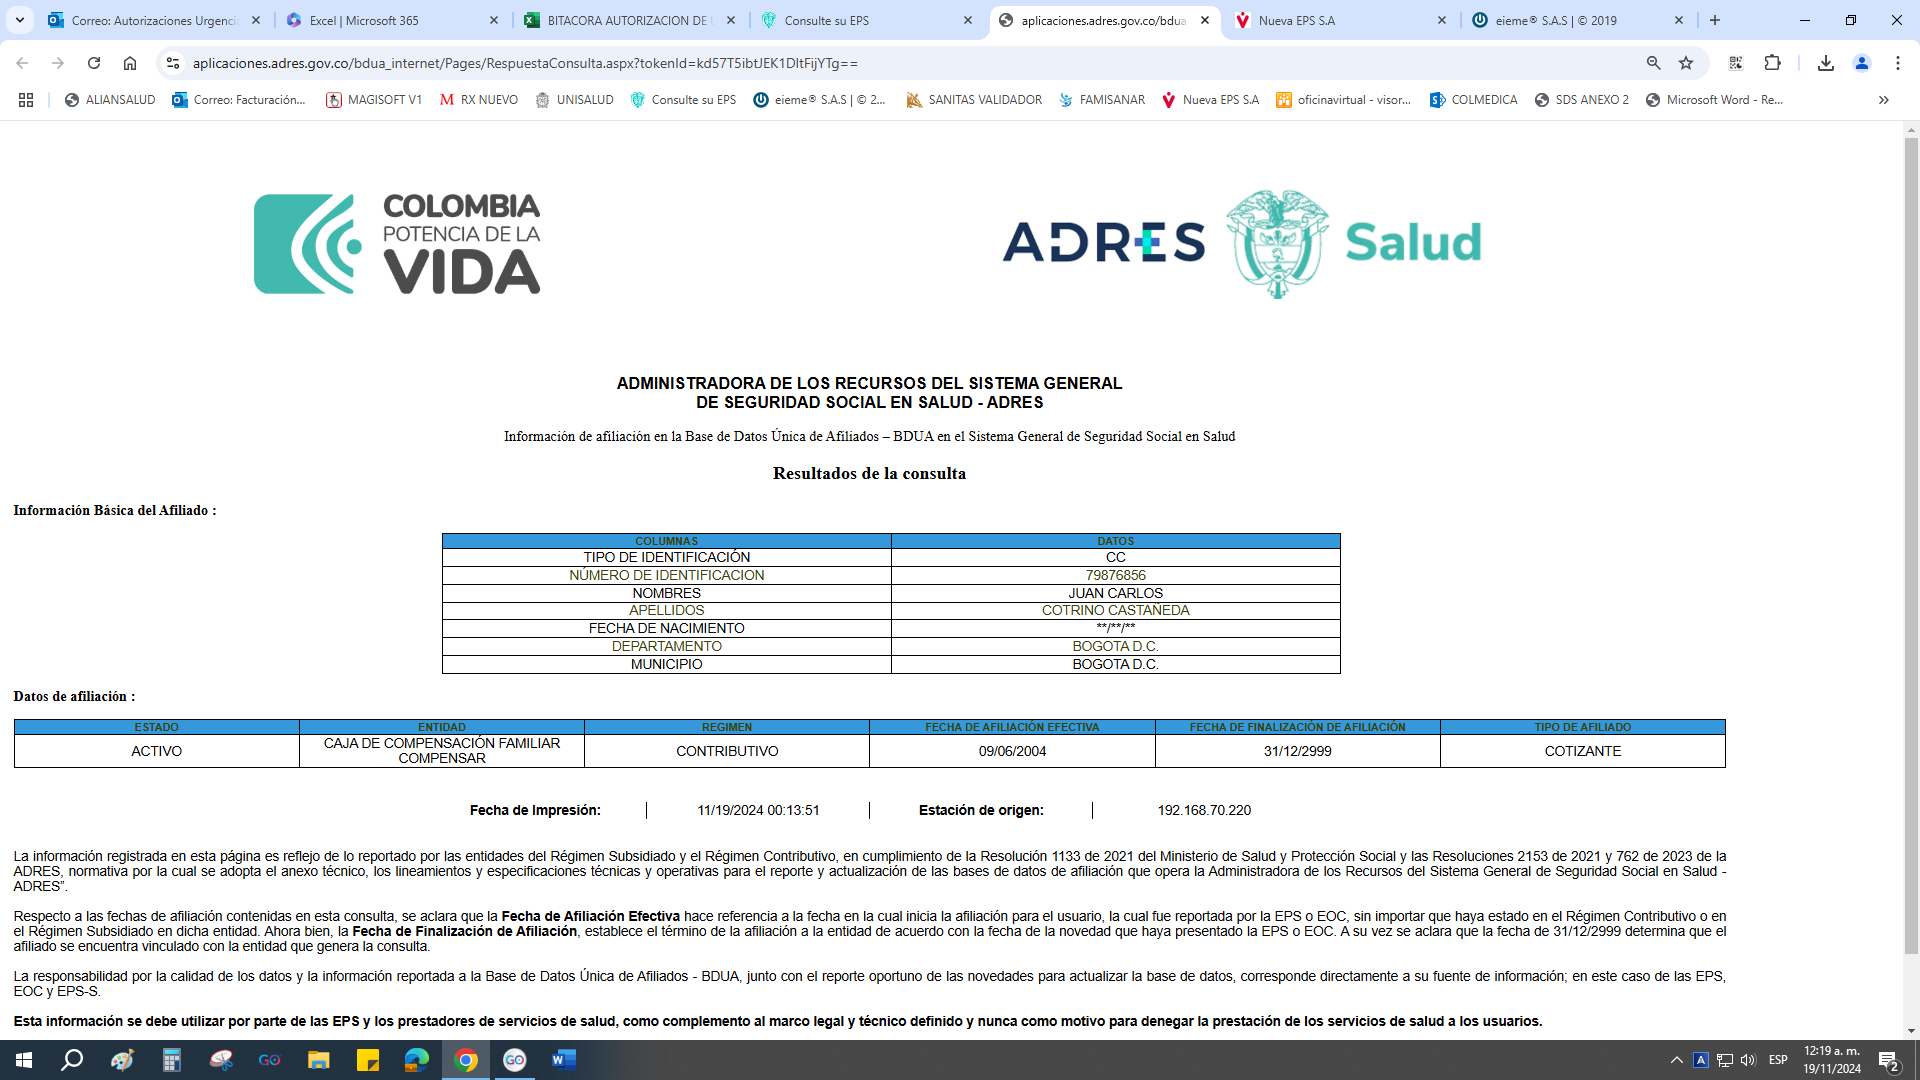 Correo: Autorizaciones Urgencia
Excel | Microsoft 365
BITACORA AUTORIZACION DE U
Consulte su EPS
aplicaciones.adres.gov.co/bdua
Nueva EPS S.A
eieme® S.A.S | © 2019
aplicaciones.adres.gov.co/bdua_internet/Pages/RespuestaConsulta.aspx?tokenId=kd57T5ibtJEK1DItFijYTg==
ALIANSALUD
Correo: Facturación...
MAGISOFT V1
RX NUEVO
UNISALUD
Consulte su EPS
eieme® S.A.S | © 2...
SANITAS VALIDADOR
FAMISANAR
Nueva EPS S.A
oficinavirtual - visor...
COLMEDICA
SDS ANEXO 2
Microsoft Word - Re...
COLOMBIA
POTENCIA DE LA
VIDA
ADRES
Salud
ADMINISTRADORA DE LOS RECURSOS DEL SISTEMA GENERAL
DE SEGURIDAD SOCIAL EN SALUD - ADRES
Información de afiliación en la Base de Datos Única de Afiliados – BDUA en el Sistema General de Seguridad Social en Salud
Resultados de la consulta
Información Básica del Afiliado :
COLUMNAS DATOS
TIPO DE IDENTIFICACIÓN CC
NÚMERO DE IDENTIFICACION 79876856
NOMBRES JUAN CARLOS
APELLIDOS COTRINO CASTAÑEDA
FECHA DE NACIMIENTO **/**/**
DEPARTAMENTO BOGOTA D.C.
MUNICIPIO BOGOTA D.C.
Datos de afiliación :
ESTADO ENTIDAD REGIMEN FECHA DE AFILIACIÓN EFECTIVA FECHA DE FINALIZACIÓN DE AFILIACIÓN TIPO DE AFILIADO
ACTIVO CAJA DE COMPENSACIÓN FAMILIAR COMPENSAR CONTRIBUTIVO 09/06/2004 31/12/2999 COTIZANTE
Fecha de Impresión: 11/19/2024 00:13:51 Estación de origen: 192.168.70.220
La información registrada en esta página es reflejo de lo reportado por las entidades del Régimen Subsidiado y el Régimen Contributivo, en cumplimiento de la Resolución 1133 de 2021 del Ministerio de Salud y Protección Social y las Resoluciones 2153 de 2021 y 762 de 2023 de la
ADRES, normativa por la cual se adopta el anexo técnico, los lineamientos y especificaciones técnicas y operativas para el reporte y actualización de las bases de datos de afiliación que opera la Administradora de los Recursos del Sistema General de Seguridad Social en Salud -
ADRES”.
Respecto a las fechas de afiliación contenidas en esta consulta, se aclara que la Fecha de Afiliación Efectiva hace referencia a la fecha en la cual inicia la afiliación para el usuario, la cual fue reportada por la EPS o EOC, sin importar que haya estado en el Régimen Contributivo o en
el Régimen Subsidiado en dicha entidad. Ahora bien, la Fecha de Finalización de Afiliación, establece el término de la afiliación a la entidad de acuerdo con la fecha de la novedad que haya presentado la EPS o EOC. A su vez se aclara que la fecha de 31/12/2999 determina que el
afiliado se encuentra vinculado con la entidad que genera la consulta.
La responsabilidad por la calidad de los datos y la información reportada a la Base de Datos Única de Afiliados - BDUA, junto con el reporte oportuno de las novedades para actualizar la base de datos, corresponde directamente a su fuente de información; en este caso de las EPS,
EOC y EPS-S.
Esta información se debe utilizar por parte de las EPS y los prestadores de servicios de salud, como complemento al marco legal y técnico definido y nunca como motivo para denegar la prestación de los servicios de salud a los usuarios.
GO
GO
W
A
ESP
12:19 a. m.
19/11/2024
2